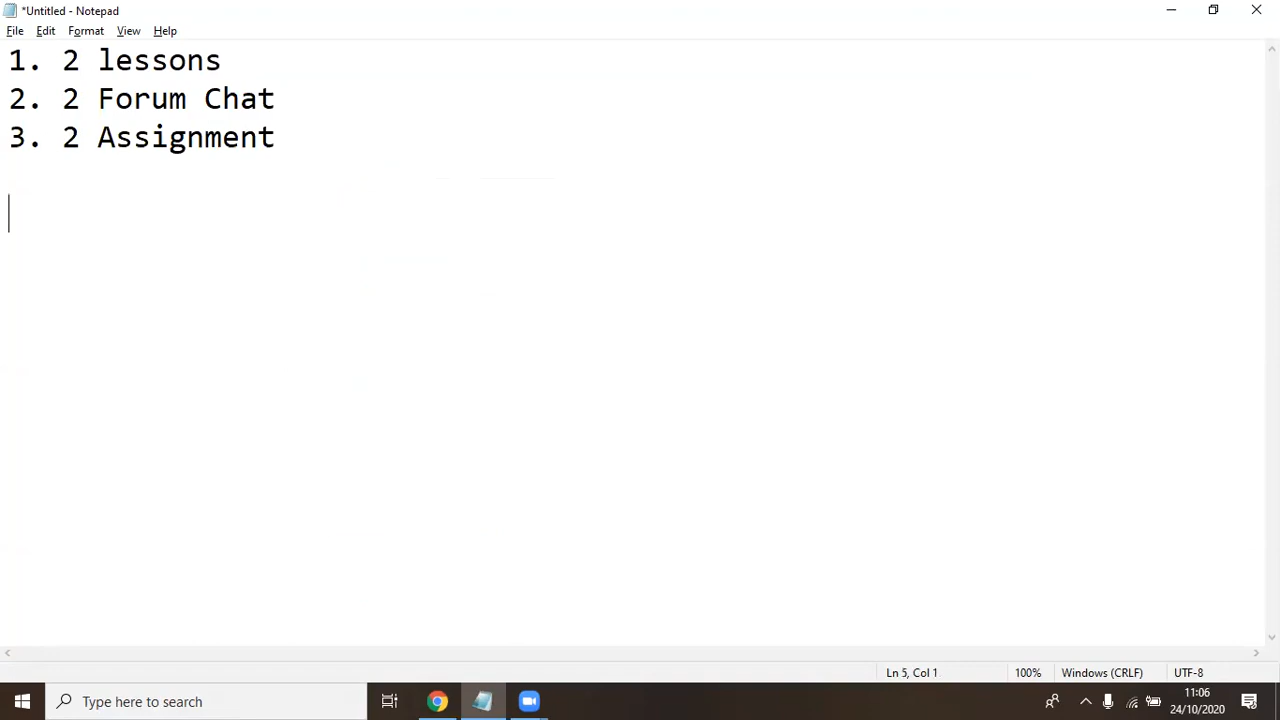 *Untitled - Notepad
File Edit Format View Help
1. 2 lessons
2. 2 Forum Chat
3. 2 Assignment
Ln 5, Col 1 100% Windows (CRLF) UTF-8
Type here to search
11:06
24/10/2020